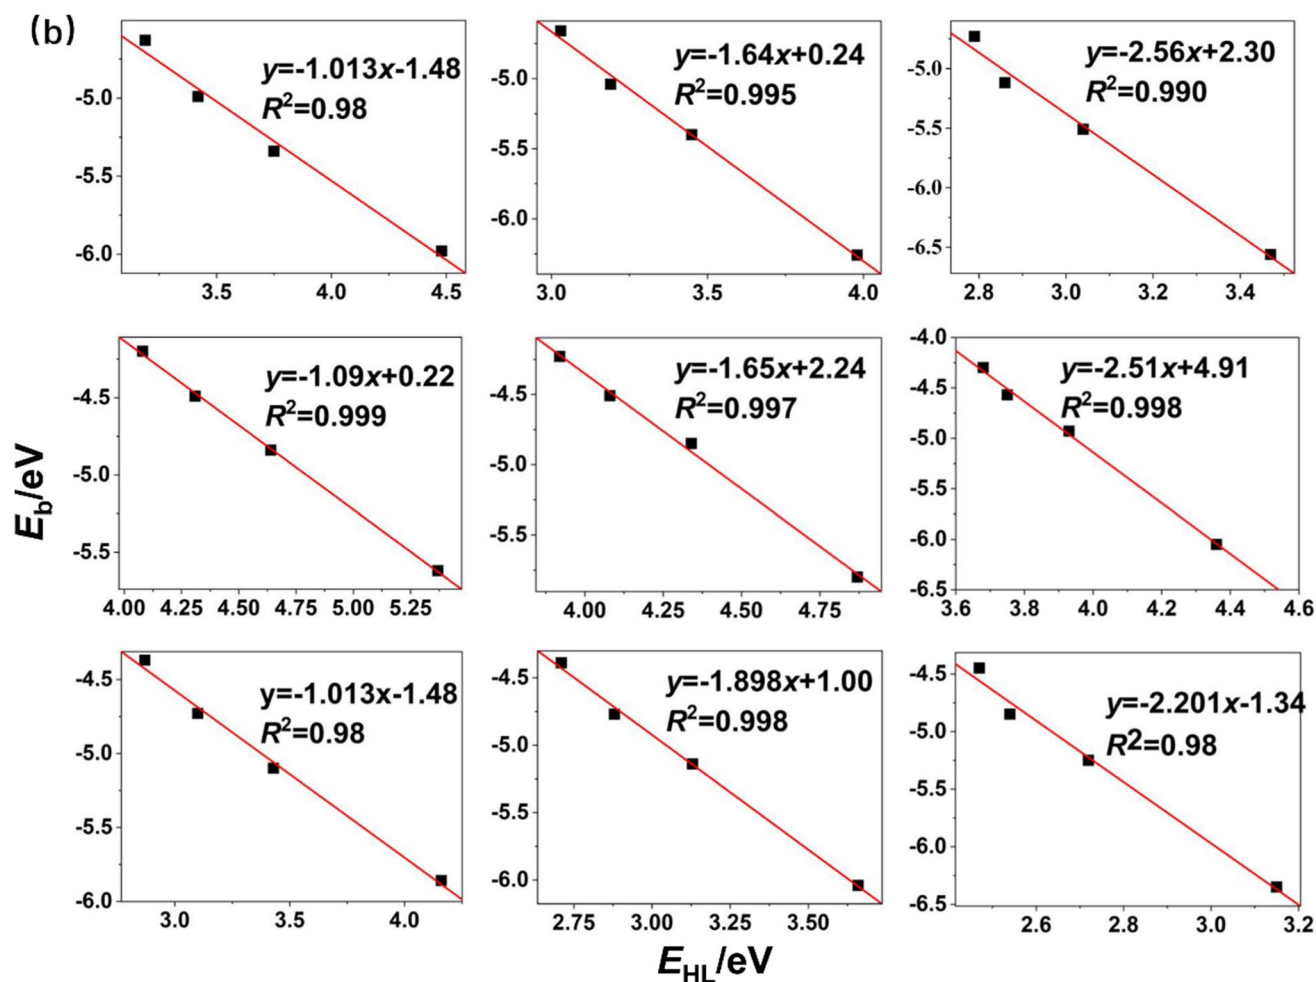 (b)
y=-1.013x-1.48
R²=0.98
-5.0
-5.5
-6.0
3.5 4.0 4.5
y=-1.64x+0.24
R²=0.995
-5.0
-5.5
-6.0
3.0 3.5 4.0
y=-2.56x+2.30
R²=0.990
-5.0
-5.5
-6.0
-6.5
2.8 3.0 3.2 3.4
y=-1.09x+0.22
R²=0.999
-4.5
-5.0
-5.5
4.00 4.25 4.50 4.75 5.00 5.25
y=-1.65x+2.24
R²=0.997
-4.5
-5.0
-5.5
4.00 4.25 4.50 4.75
-4.0
y=-2.51x+4.91
R²=0.998
-4.5
-5.0
-5.5
-6.0
-6.5
3.6 3.8 4.0 4.2 4.4 4.6
y=-1.013x-1.48
R²=0.98
-4.5
-5.0
-5.5
-6.0
3.0 3.5 4.0
y=-1.898x+1.00
R²=0.998
-4.5
-5.0
-5.5
-6.0
2.75 3.00 3.25 3.50
y=-2.201x-1.34
R2=0.98
-4.5
-5.0
-5.5
-6.0
-6.5
2.6 2.8 3.0 3.2
E_b/eV
E_HL/eV